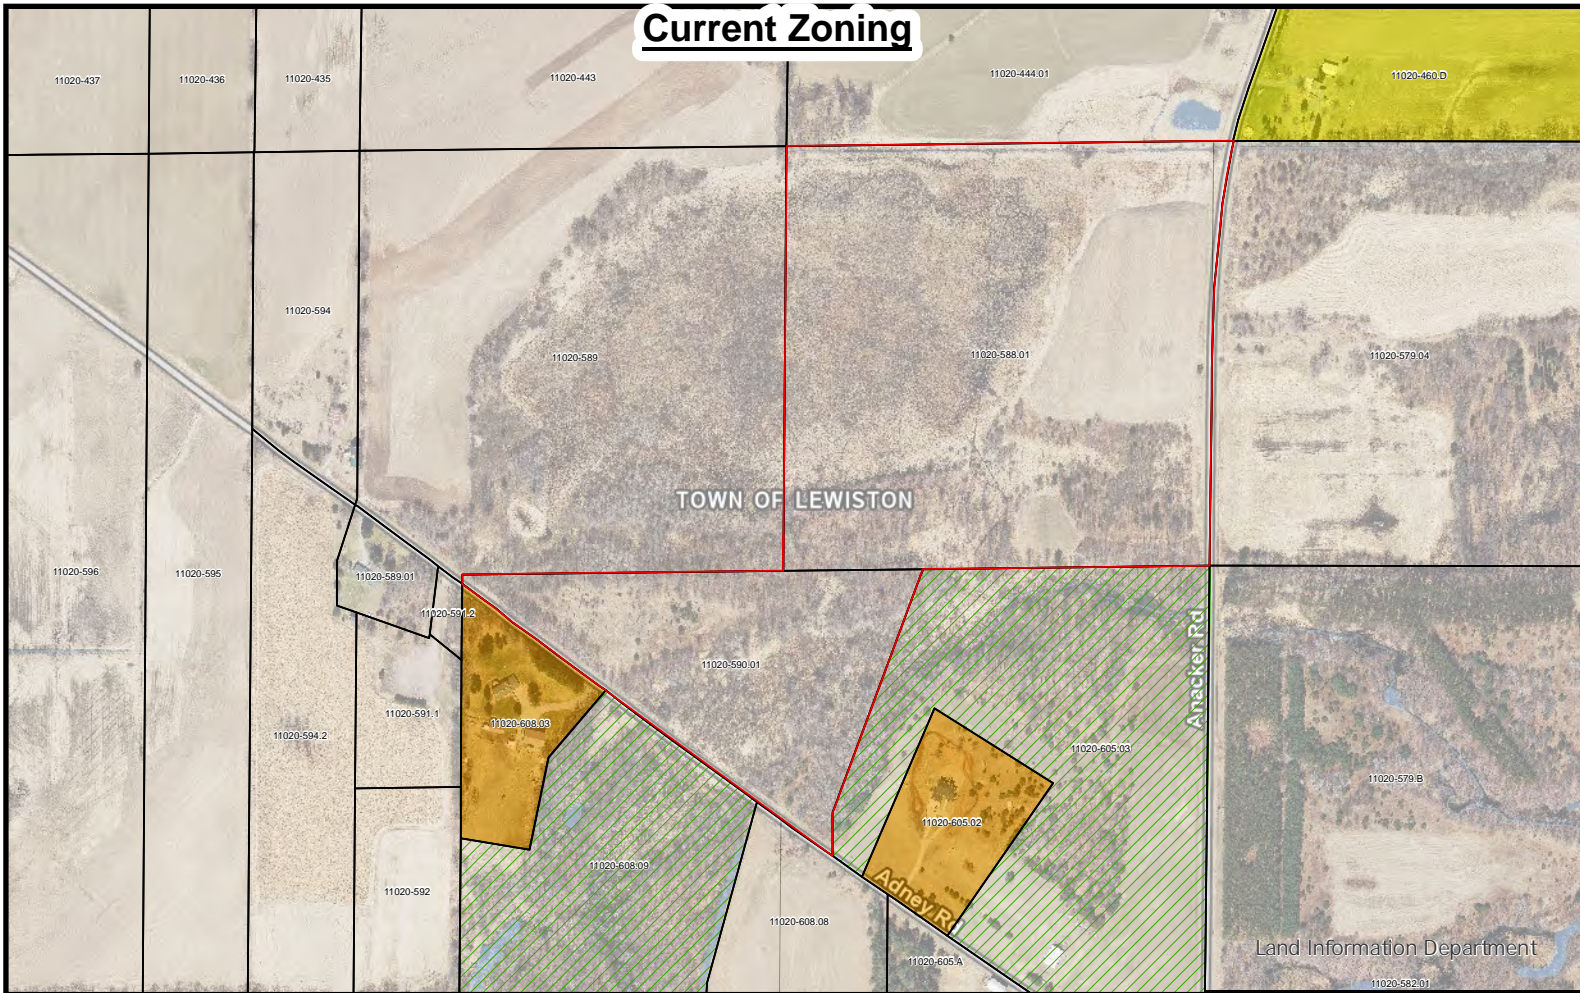 Current Zoning
11020-437
11020-436
11020-435
11020-443
11020-444.01
11020-460.D
11020-594
11020-589
11020-588.01
11020-579.04
TOWN OF LEWISTON
11020-596
11020-595
11020-589.01
11020-591.2
11020-590.01
Anacker Rd
11020-591.1
11020-608.03
11020-594.2
11020-605.03
11020-579.B
11020-605.02
11020-608.09
11020-592
Adney Rd
11020-608.08
11020-605.A
Land Information Department
11020-582.01